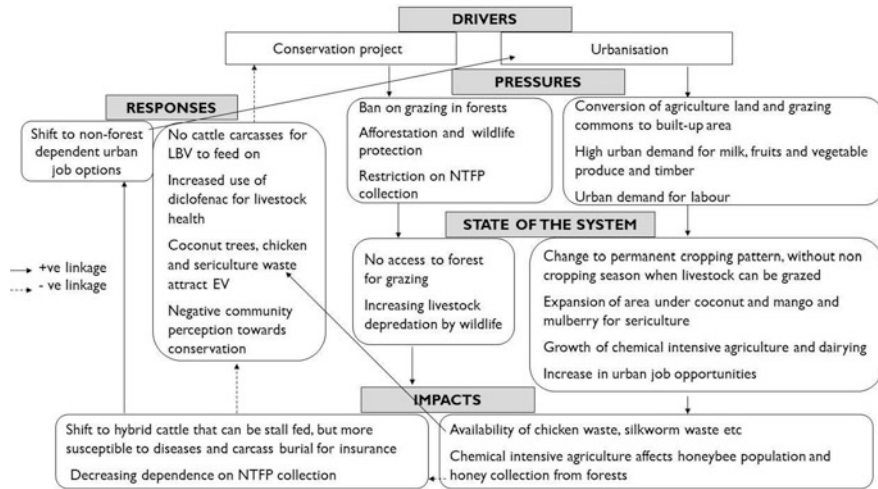 DRIVERS
Conservation project
Urbanisation
PRESSURES
Ban on grazing in forests
Afforestation and wildlife
protection
Restriction on NTFP
collection
Conversion of agriculture land and grazing
commons to built-up area
High urban demand for milk, fruits and vegetable
produce and timber
Urban demand for labour
RESPONSES
Shift to non-forest
dependent urban
job options
No cattle carcasses for
LBV to feed on
Increased use of
diclofenac for livestock
health
Coconut trees, chicken
and sericulture waste
attract EV
Negative community
perception towards
conservation
+ve linkage
- ve linkage
STATE OF THE SYSTEM
No access to forest
for grazing
Increasing livestock
depredation by wildlife
Change to permanent cropping pattern, without non
cropping season when livestock can be grazed
Expansion of area under coconut and mango and
mulberry for sericulture
Growth of chemical intensive agriculture and dairying
Increase in urban job opportunities
IMPACTS
Shift to hybrid cattle that can be stall fed, but more
susceptible to diseases and carcass burial for insurance
Decreasing dependence on NTFP collection
Availability of chicken waste, silkworm waste etc
Chemical intensive agriculture affects honeybee population and
honey collection from forests